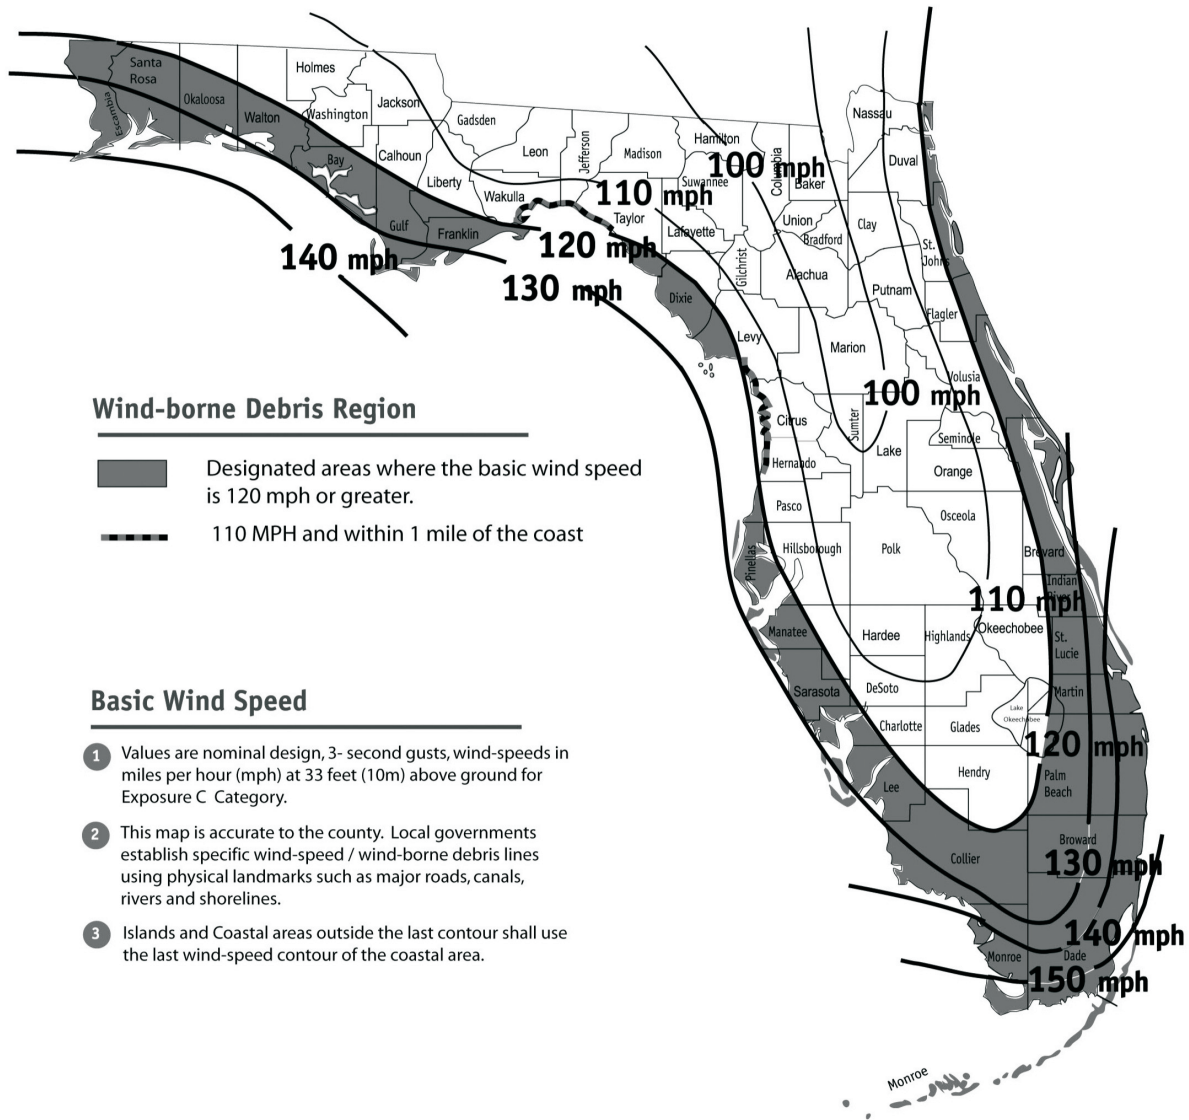 Santa
Rosa
Escambia
Okaloosa
Walton
Holmes
Washington
Jackson
Bay
Calhoun
Gulf
Liberty
Franklin
Gadsden
Leon
Wakulla
Jefferson
Madison
Taylor
Hamilton
Suwannee
Lafayette
Columbia
Baker
Nassau
Duval
Union
Bradford
Clay
St.
Johns
Gilchrist
Alachua
Putnam
Flagler
Dixie
Levy
Marion
Volusia
Citrus
Sumter
Lake
Seminole
Orange
Hernando
Pasco
Osceola
Pinellas
Hillsborough
Polk
Brevard
Indian
River
Manatee
Hardee
Highlands
Okeechobee
St.
Lucie
Sarasota
DeSoto
Martin
Charlotte
Glades
Lake
Okeechobee
Lee
Hendry
Palm
Beach
Collier
Broward
Monroe
Dade
Monroe
100 mph
110 mph
120 mph
130 mph
140 mph
100 mph
110 mph
120 mph
130 mph
140 mph
150 mph
Wind-borne Debris Region
Designated areas where the basic wind speed
is 120 mph or greater.
110 MPH and within 1 mile of the coast
Basic Wind Speed
1 Values are nominal design, 3- second gusts, wind-speeds in
miles per hour (mph) at 33 feet (10m) above ground for
Exposure C Category.
2 This map is accurate to the county. Local governments
establish specific wind-speed / wind-borne debris lines
using physical landmarks such as major roads, canals,
rivers and shorelines.
3 Islands and Coastal areas outside the last contour shall use
the last wind-speed contour of the coastal area.